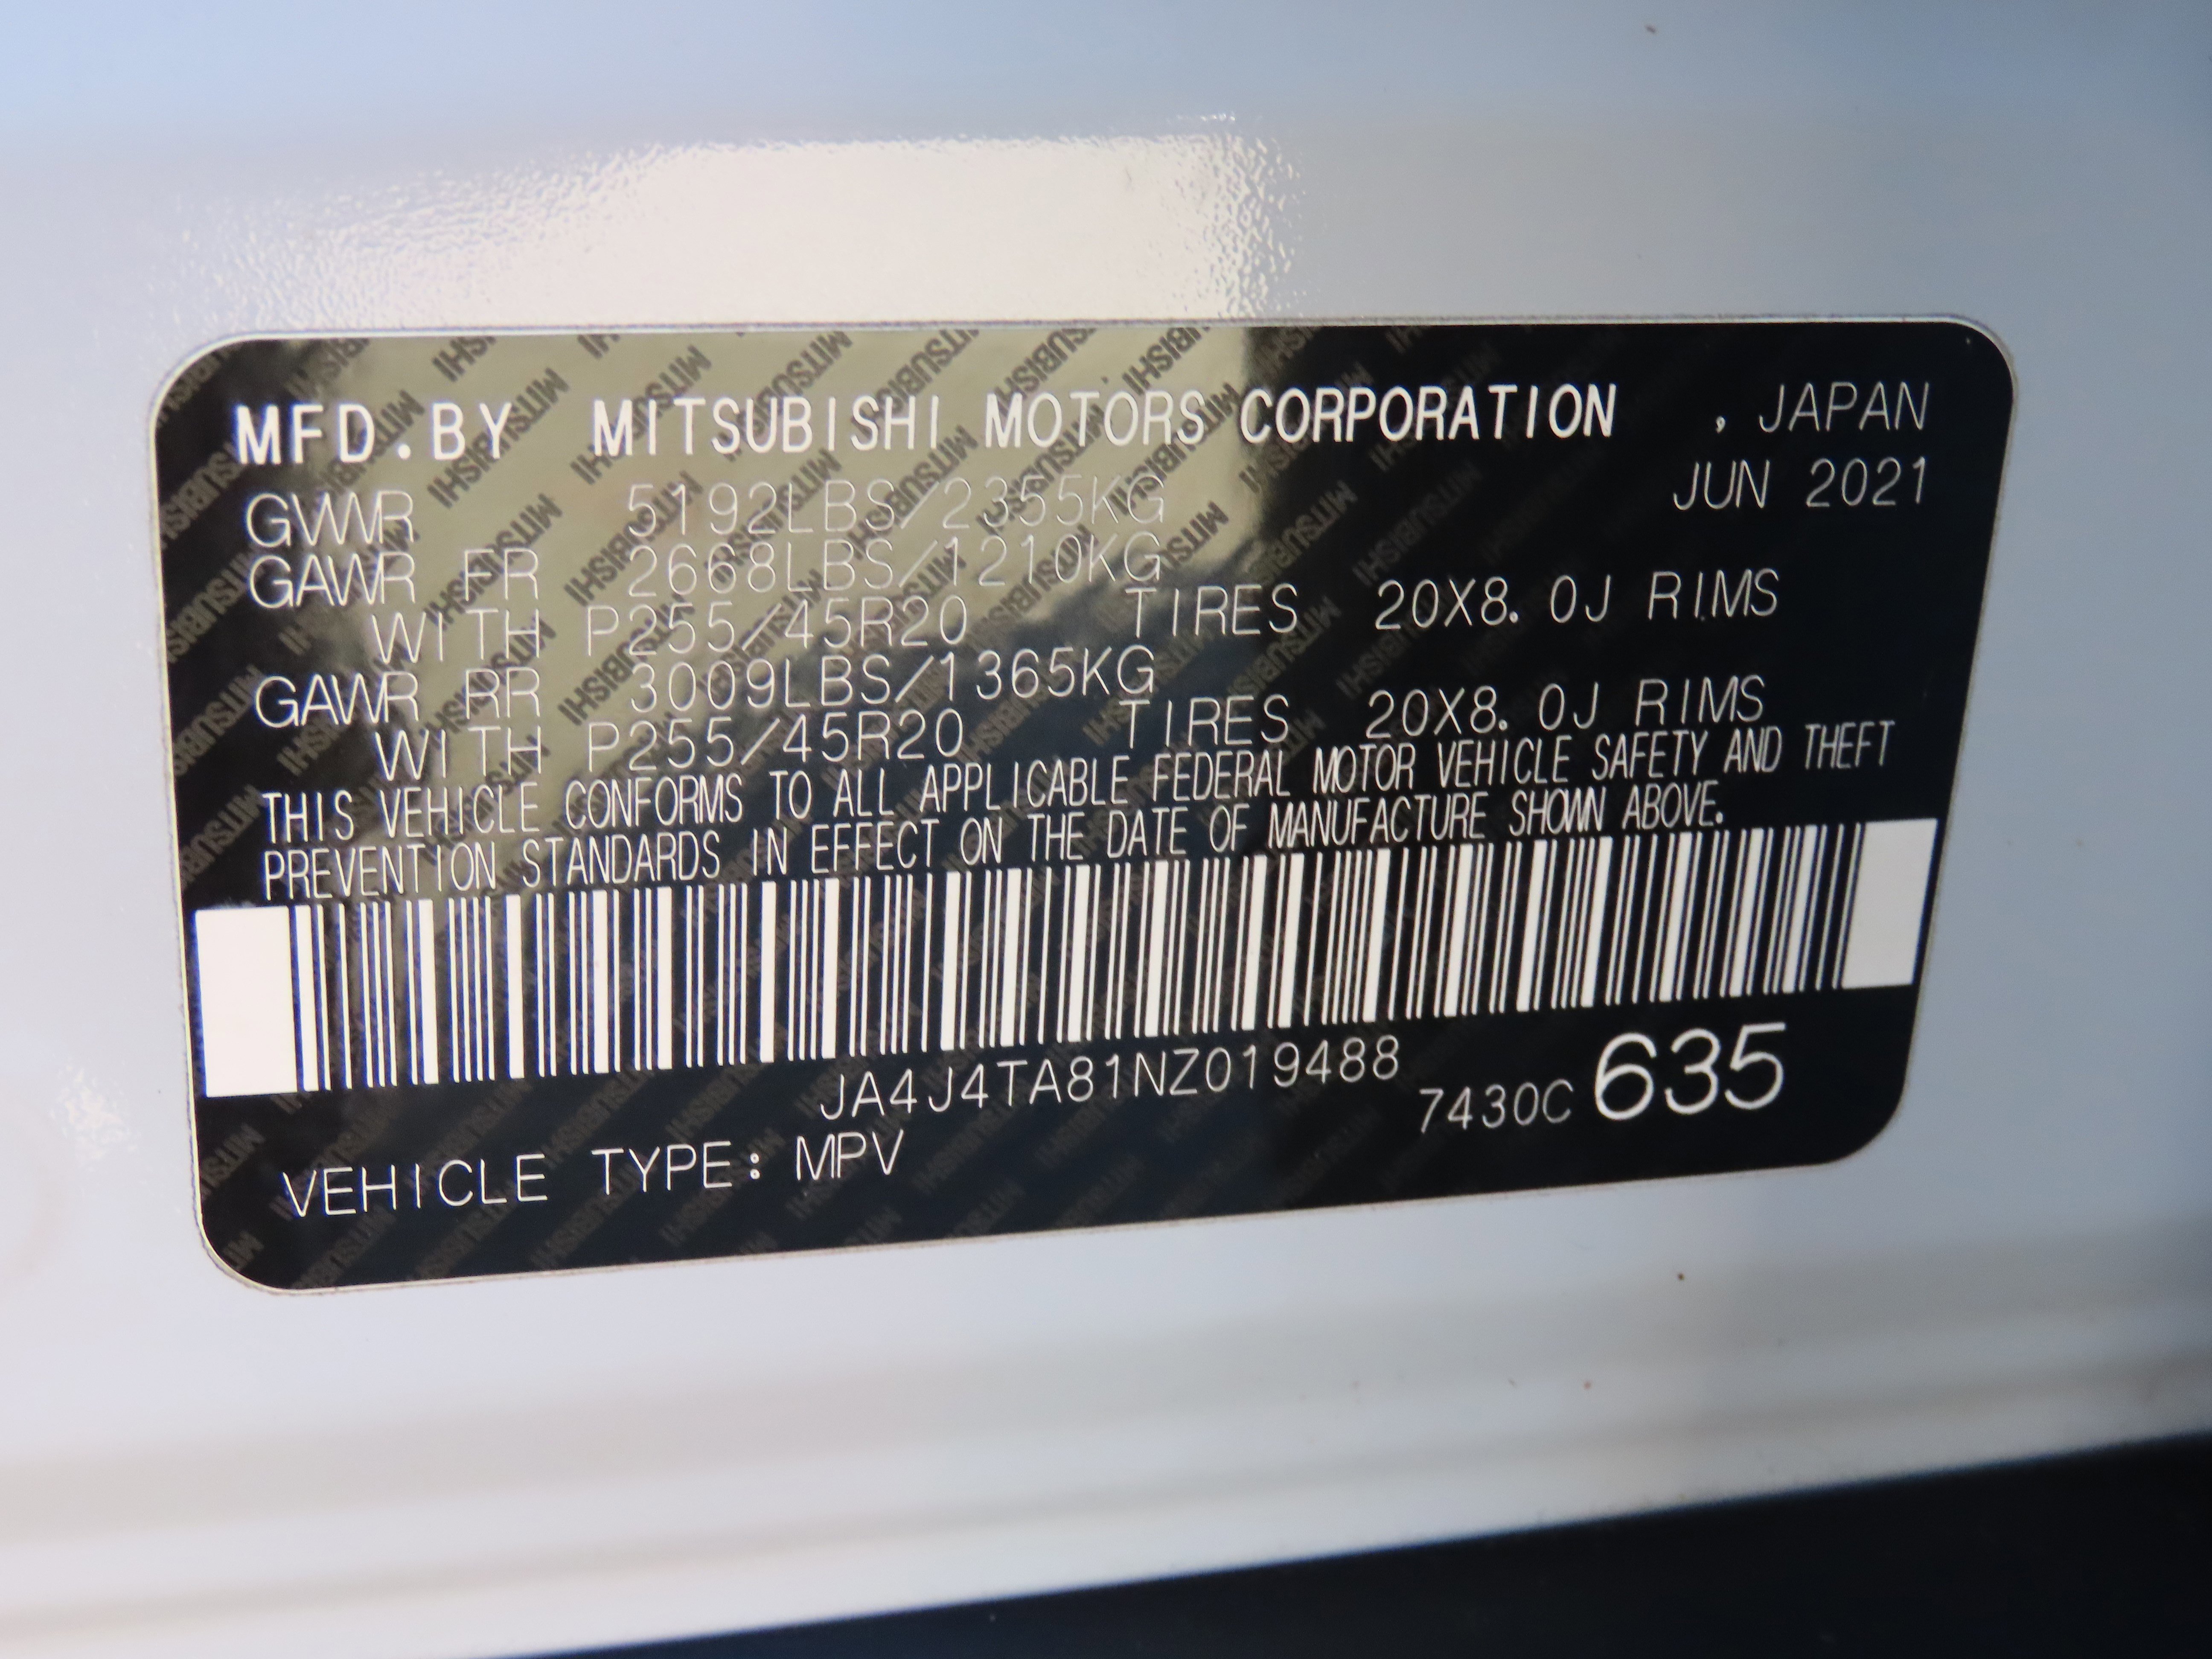 MFD.BY MITSUBISHI MOTORS CORPORATION , JAPAN
JUN 2021
GWWR 5192LBS/2355KG
GAWR FR 2668LBS/1210KG
WITH P255/45R20 TIRES 20X8.0J RIMS
GAWR RR 3009LBS/1365KG
WITH P255/45R20 TIRES 20X8.0J RIMS
THIS VEHICLE CONFORMS TO ALL APPLICABLE FEDERAL MOTOR VEHICLE SAFETY AND THEFT
PREVENTION STANDARDS IN EFFECT ON THE DATE OF MANUFACTURE SHOWN ABOVE.
JA4J4TA81NZ019488
7430C 635
VEHICLE TYPE: MPV